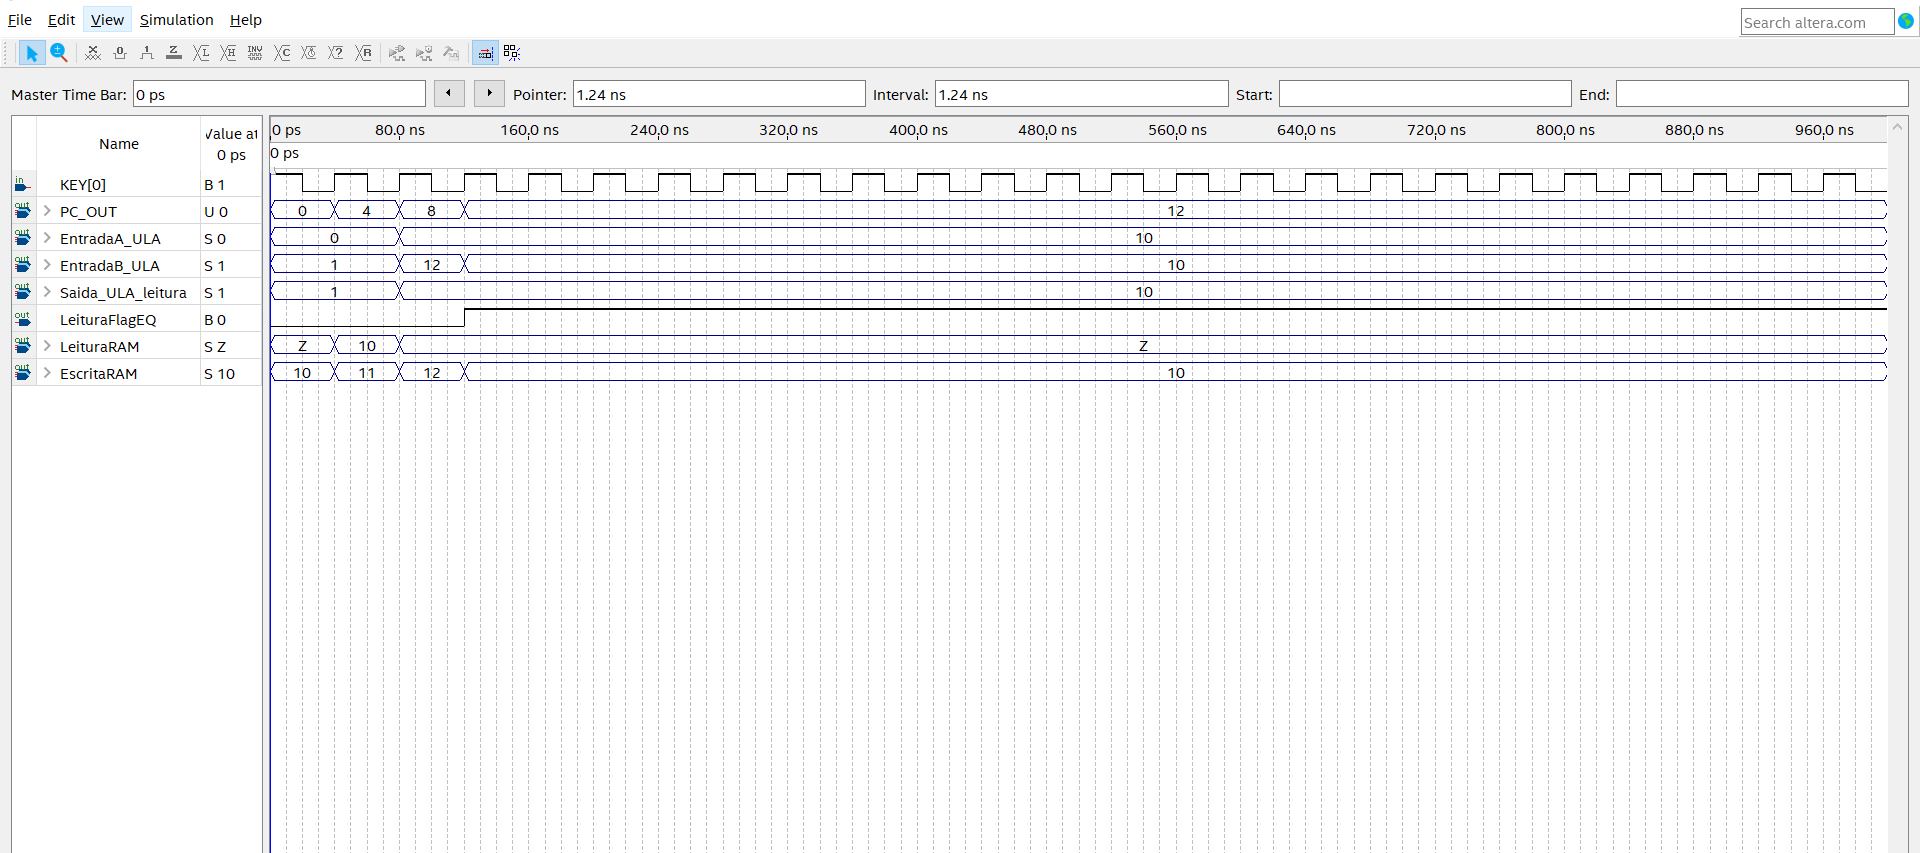 File Edit View Simulation Help
Search altera.com
Master Time Bar: 0 ps Pointer: 1.24 ns Interval: 1.24 ns Start: End:
Name Value at 0 ps
0 ps 80.0 ns 160.0 ns 240.0 ns 320.0 ns 400.0 ns 480.0 ns 560.0 ns 640.0 ns 720.0 ns 800.0 ns 880.0 ns 960.0 ns
0 ps
in KEY[0] B 1
out PC_OUT U 0 0 4 8 12
out EntradaA_ULA S 0 0 10
out EntradaB_ULA S 1 1 12 10
out Saida_ULA_leitura S 1 1 10
out LeituraFlagEQ B 0
out LeituraRAM S Z Z 10 Z
out EscritaRAM S 10 10 11 12 10